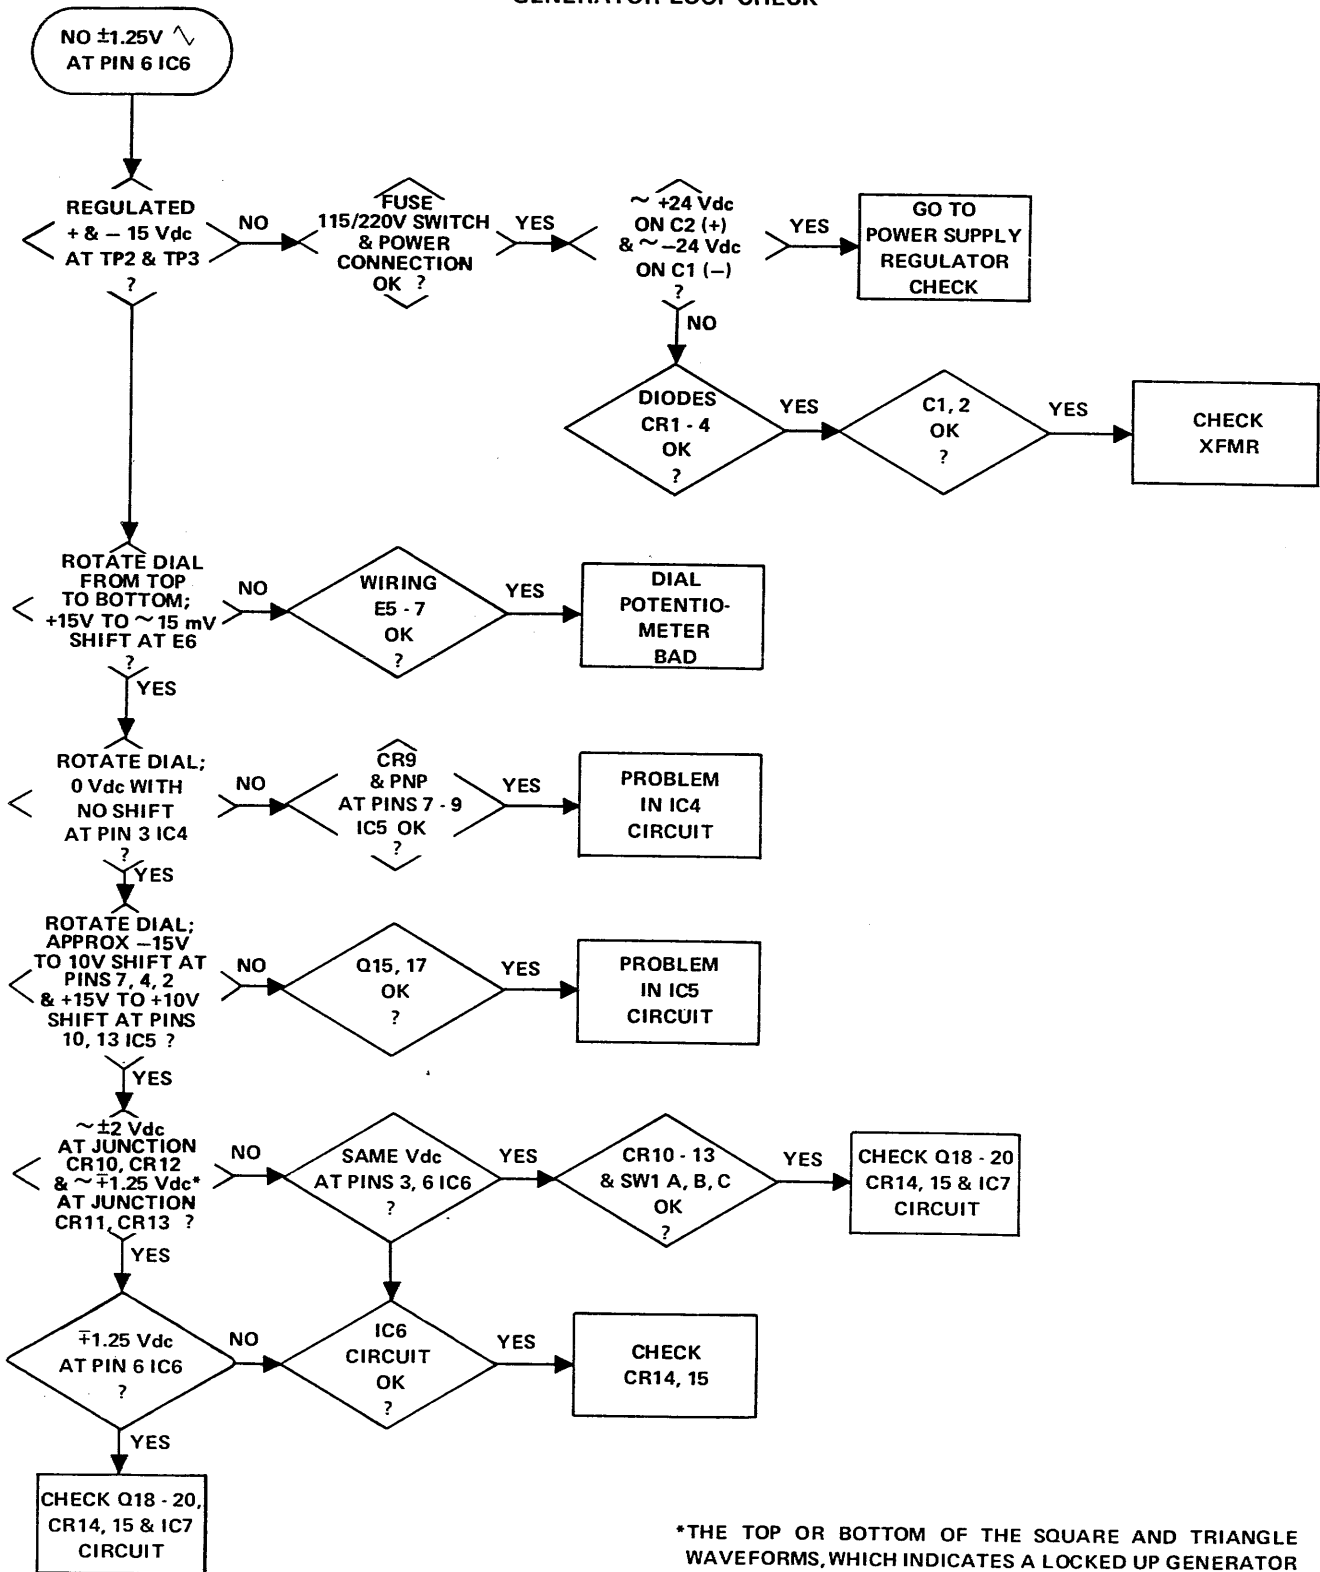 GENERATOR LOOP CHECK
NO ±1.25V
AT PIN 6 IC6
REGULATED
+ & − 15 Vdc
AT TP2 & TP3
?
NO
FUSE
115/220V SWITCH
& POWER
CONNECTION
OK ?
YES
~ +24 Vdc
ON C2 (+)
& ~ −24 Vdc
ON C1 (−)
?
YES
GO TO
POWER SUPPLY
REGULATOR
CHECK
NO
DIODES
CR1 - 4
OK
?
YES
C1, 2
OK
?
YES
CHECK
XFMR
ROTATE DIAL
FROM TOP
TO BOTTOM;
+15V TO ~ 15 mV
SHIFT AT E6
?
NO
WIRING
E5 - 7
OK
?
YES
DIAL
POTENTIO-
METER
BAD
YES
ROTATE DIAL;
0 Vdc WITH
NO SHIFT
AT PIN 3 IC4
?
NO
CR9
& PNP
AT PINS 7 - 9
IC5 OK
?
YES
PROBLEM
IN IC4
CIRCUIT
YES
ROTATE DIAL;
APPROX −15V
TO 10V SHIFT AT
PINS 7, 4, 2
& +15V TO +10V
SHIFT AT PINS
10, 13 IC5 ?
NO
Q15, 17
OK
?
YES
PROBLEM
IN IC5
CIRCUIT
YES
~ ±2 Vdc
AT JUNCTION
CR10, CR12
& ~ ∓1.25 Vdc*
AT JUNCTION
CR11, CR13 ?
NO
SAME Vdc
AT PINS 3, 6 IC6
?
YES
CR10 - 13
& SW1 A, B, C
OK
?
YES
CHECK Q18 - 20
CR14, 15 & IC7
CIRCUIT
YES
∓1.25 Vdc
AT PIN 6 IC6
?
NO
IC6
CIRCUIT
OK
?
YES
CHECK
CR14, 15
YES
CHECK Q18 - 20,
CR14, 15 & IC7
CIRCUIT
*THE TOP OR BOTTOM OF THE SQUARE AND TRIANGLE
WAVEFORMS, WHICH INDICATES A LOCKED UP GENERATOR